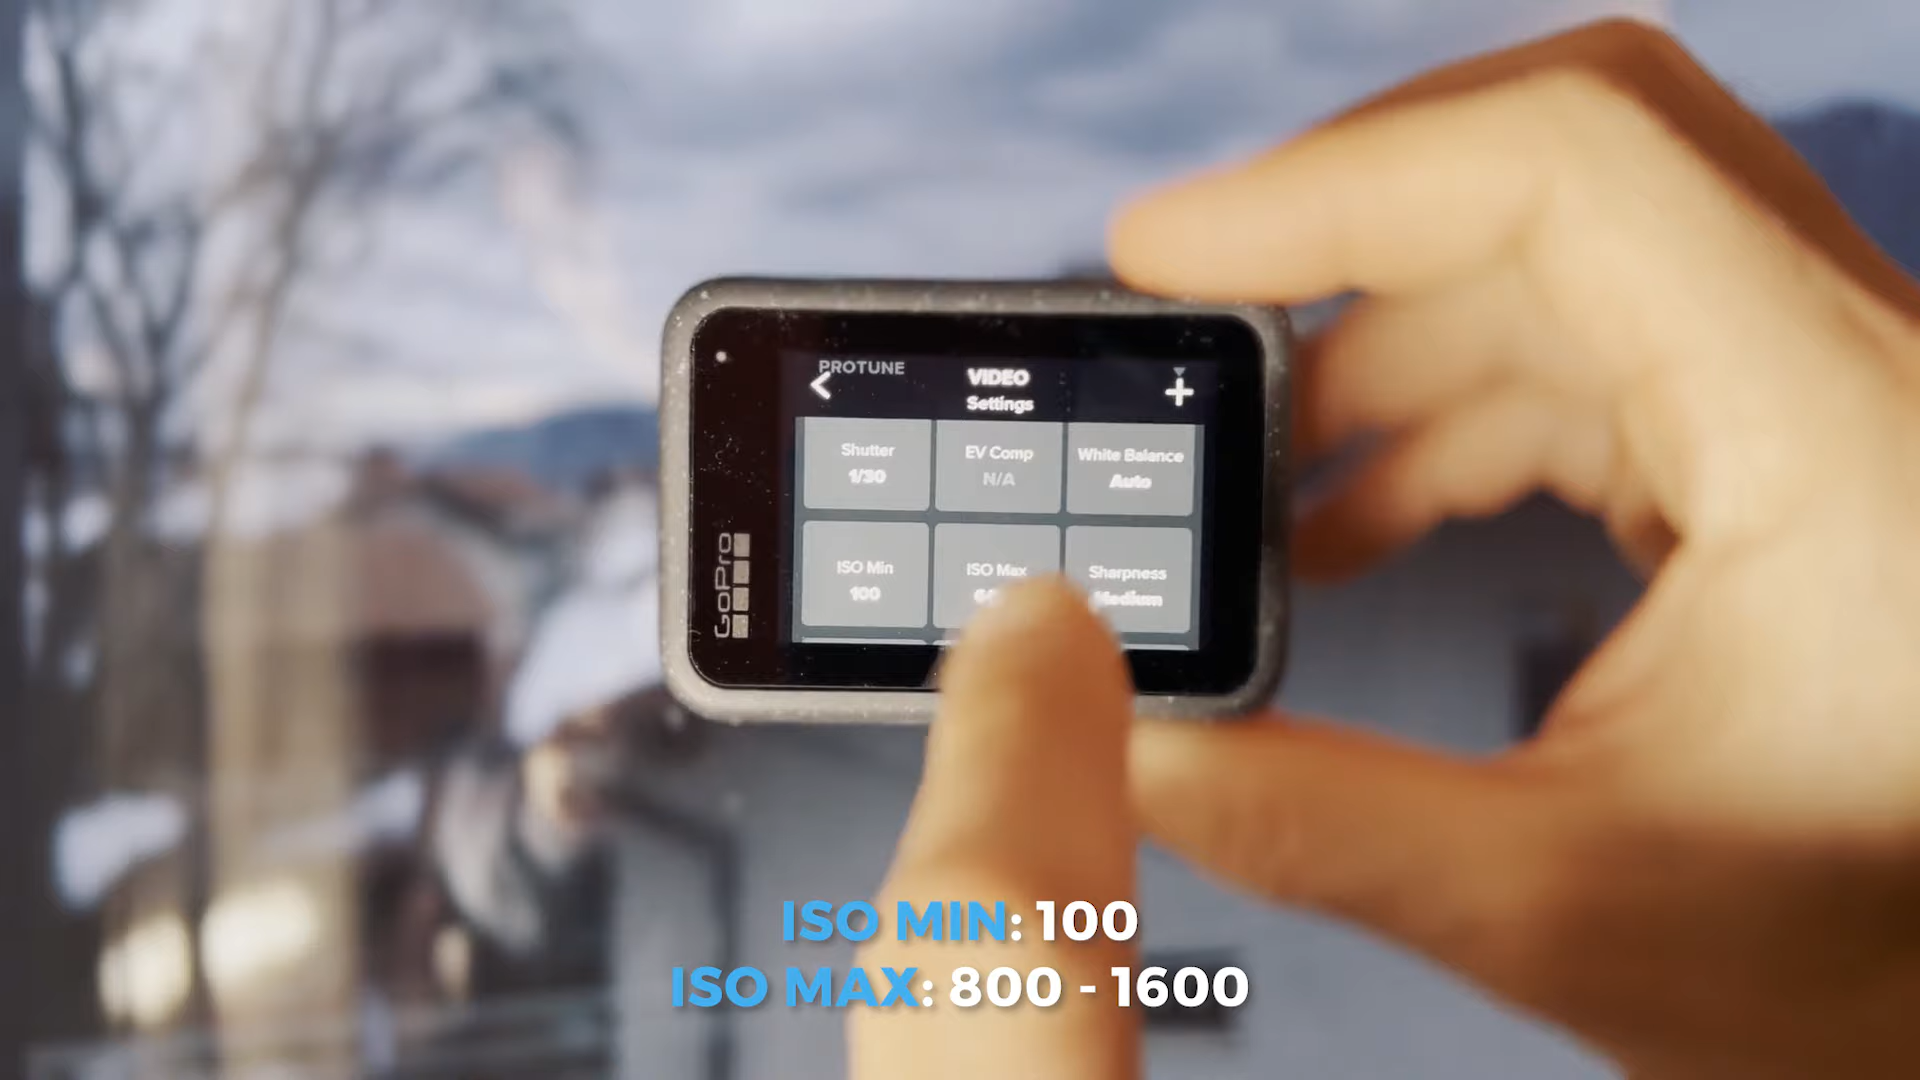 PROTUNE
VIDEO
Settings
Shutter
1/30
EV Comp
N/A
White Balance
Auto
ISO Min
100
ISO Max
Sharpness
Medium
GoPro
ISO MIN: 100
ISO MAX: 800 - 1600